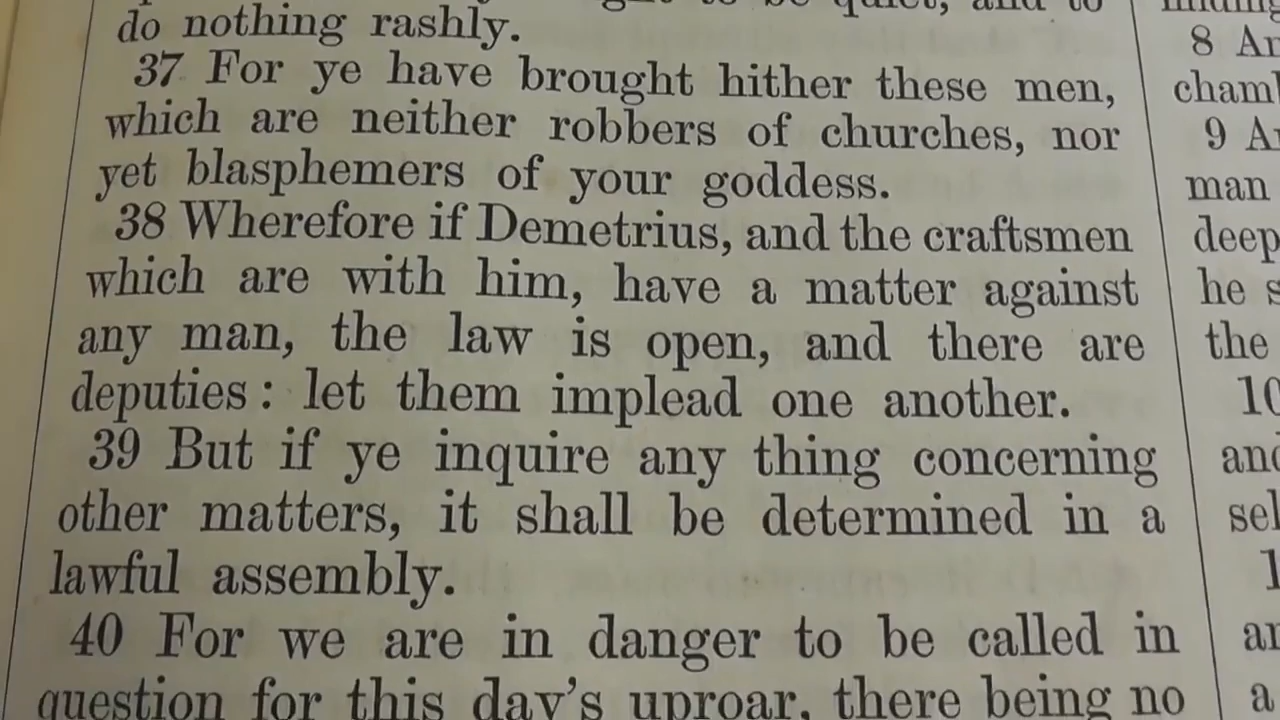 to be quiet, and to
do nothing rashly.
37 For ye have brought hither these men,
which are neither robbers of churches, nor
yet blasphemers of your goddess.
38 Wherefore if Demetrius, and the craftsmen
which are with him, have a matter against
any man, the law is open, and there are
deputies : let them implead one another.
39 But if ye inquire any thing concerning
other matters, it shall be determined in a
lawful assembly.
40 For we are in danger to be called in
question for this day's uproar, there being no
8
9
man
deep
he
the
a